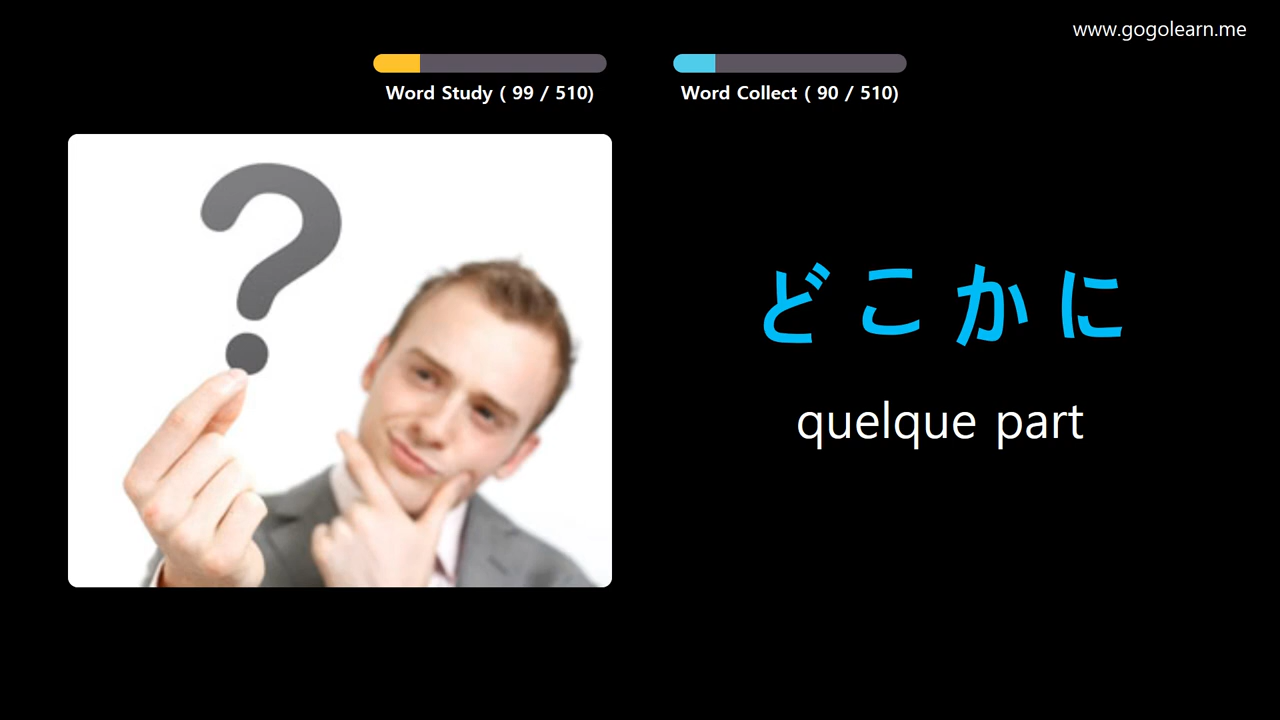 www.gogolearn.me
Word Study ( 99 / 510)
Word Collect ( 90 / 510)
?
どこかに
quelque part